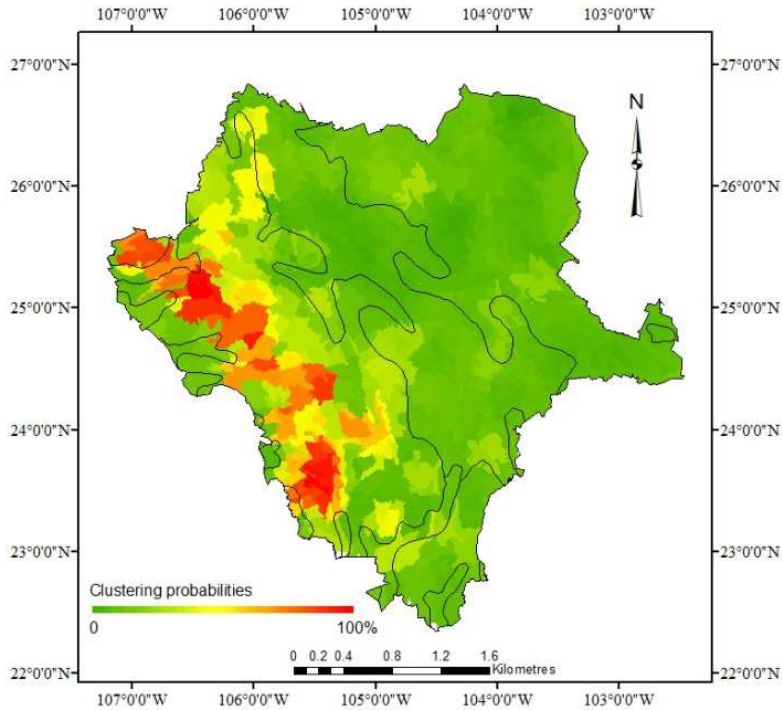 107°0'0"W 106°0'0"W 105°0'0"W 104°0'0"W 103°0'0"W
27°0'0"N 27°0'0"N
N
26°0'0"N 26°0'0"N
25°0'0"N 25°0'0"N
24°0'0"N 24°0'0"N
23°0'0"N 23°0'0"N
Clustering probabilities
0 100%
0 0.2 0.4 0.8 1.2 1.6
Kilometres
22°0'0"N 22°0'0"N
107°0'0"W 106°0'0"W 105°0'0"W 104°0'0"W 103°0'0"W